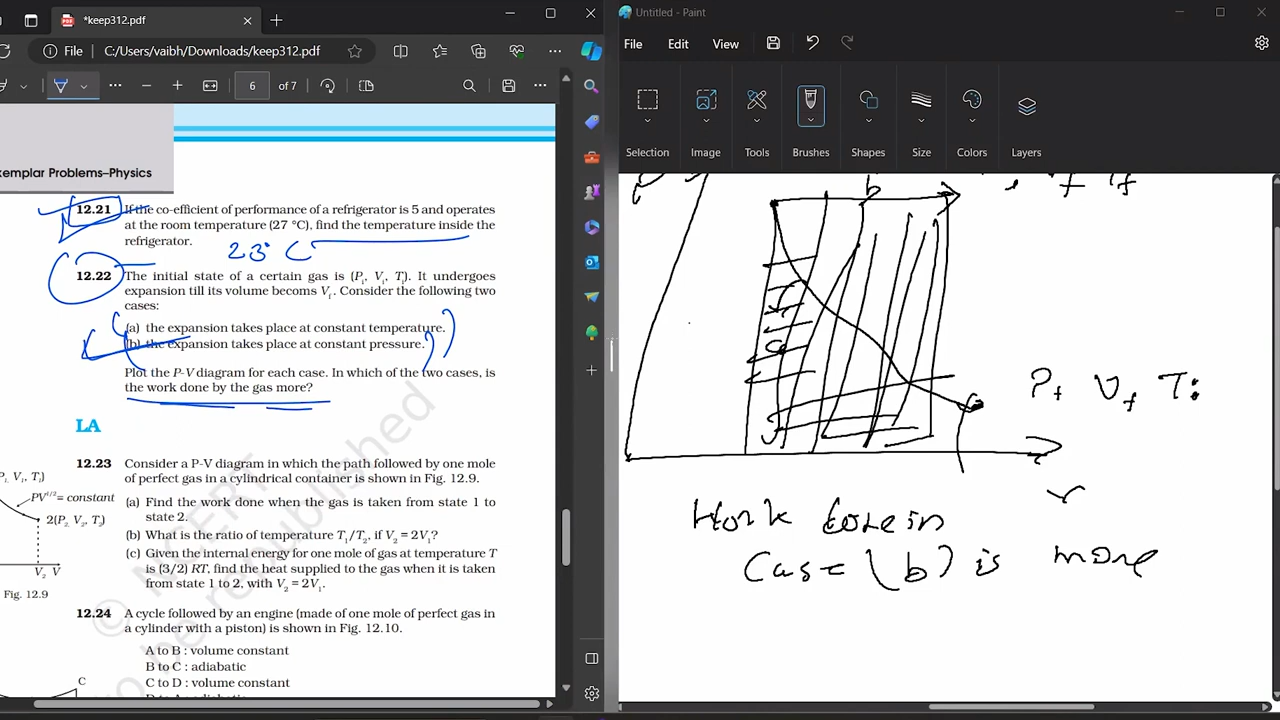 *keep312.pdf
File
C:/Users/vaibh/Downloads/keep312.pdf
6 of 7
xemplar Problems–Physics
12.21 If the co-efficient of performance of a refrigerator is 5 and operates
at the room temperature (27 °C), find the temperature inside the
refrigerator.
23° C
12.22 The initial state of a certain gas is (Pi, Vi, Ti). It undergoes
expansion till its volume becoms Vf. Consider the following two
cases:
(a) the expansion takes place at constant temperature.
(b) the expansion takes place at constant pressure.
Plot the P-V diagram for each case. In which of the two cases, is
the work done by the gas more?
LA
12.23 Consider a P-V diagram in which the path followed by one mole
of perfect gas in a cylindrical container is shown in Fig. 12.9.
(a) Find the work done when the gas is taken from state 1 to
state 2.
(b) What is the ratio of temperature T1/T2, if V2 = 2V1?
(c) Given the internal energy for one mole of gas at temperature T
is (3/2) RT, find the heat supplied to the gas when it is taken
from state 1 to 2, with V2 = 2V1.
P1, V1, T1)
PV1/2= constant
2(P2, V2, T2)
V2 V
Fig. 12.9
12.24 A cycle followed by an engine (made of one mole of perfect gas in
a cylinder with a piston) is shown in Fig. 12.10.
A to B : volume constant
B to C : adiabatic
C to D : volume constant
C
© NCERT
Untitled - Paint
File Edit View
Selection Image Tools Brushes Shapes Size Colors Layers
b
Pf Vf Ti
Work done in
Case (b) is more